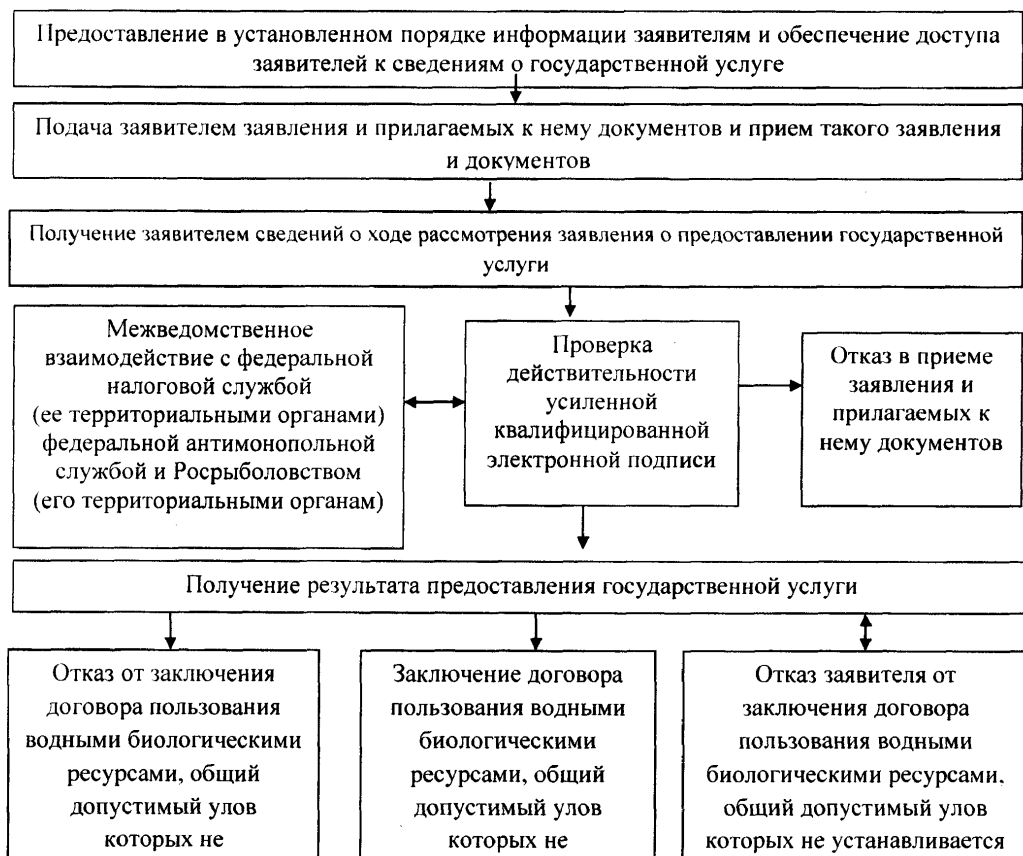 Предоставление в установленном порядке информации заявителям и обеспечение доступа
заявителей к сведениям о государственной услуге
Подача заявителем заявления и прилагаемых к нему документов и прием такого заявления
и документов
Получение заявителем сведений о ходе рассмотрения заявления о предоставлении государственной
услуги
Межведомственное
взаимодействие с федеральной
налоговой службой
(ее территориальными органами)
федеральной антимонопольной
службой и Росрыболовством
(его территориальными органам)
Проверка
действительности
усиленной
квалифицированной
электронной подписи
Отказ в приеме
заявления и
прилагаемых к
нему документов
Получение результата предоставления государственной услуги
Отказ от заключения
договора пользования
водными биологическими
ресурсами, общий
допустимый улов
которых не
Заключение договора
пользования водными
биологическими
ресурсами, общий
допустимый улов
которых не
Отказ заявителя от
заключения договора
пользования водными
биологическими ресурсами,
общий допустимый улов
которых не устанавливается